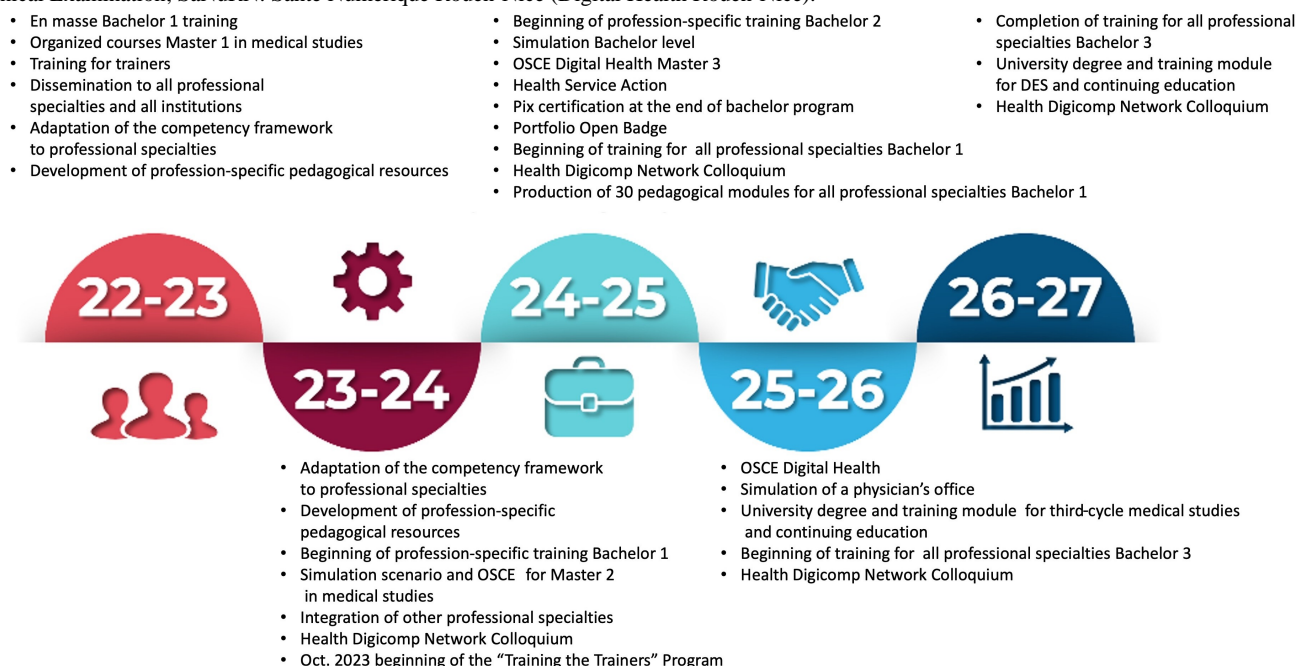 En masse Bachelor 1 training
• Organized courses Master 1 in medical studies
• Training for trainers
• Dissemination to all professional
specialties and all institutions
• Adaptation of the competency framework
to professional specialties
• Development of profession-specific pedagogical resources
• Beginning of profession-specific training Bachelor 2
• Simulation Bachelor level
• OSCE Digital Health Master 3
• Health Service Action
• Pix certification at the end of bachelor program
• Portfolio Open Badge
• Beginning of training for all professional specialties Bachelor 1
• Health Digicomp Network Colloquium
• Production of 30 pedagogical modules for all professional specialties Bachelor 1
• Completion of training for all professional
specialties Bachelor 3
• University degree and training module
for DES and continuing education
• Health Digicomp Network Colloquium
22-23
24-25
26-27
23-24
25-26
• Adaptation of the competency framework
to professional specialties
• Development of profession-specific
pedagogical resources
• Beginning of profession-specific training Bachelor 1
• Simulation scenario and OSCE for Master 2
in medical studies
• Integration of other professional specialties
• Health Digicomp Network Colloquium
• Oct. 2023 beginning of the “Training the Trainers” Program
• OSCE Digital Health
• Simulation of a physician’s office
• University degree and training module for third-cycle medical studies
and continuing education
• Beginning of training for all professional specialties Bachelor 3
• Health Digicomp Network Colloquium